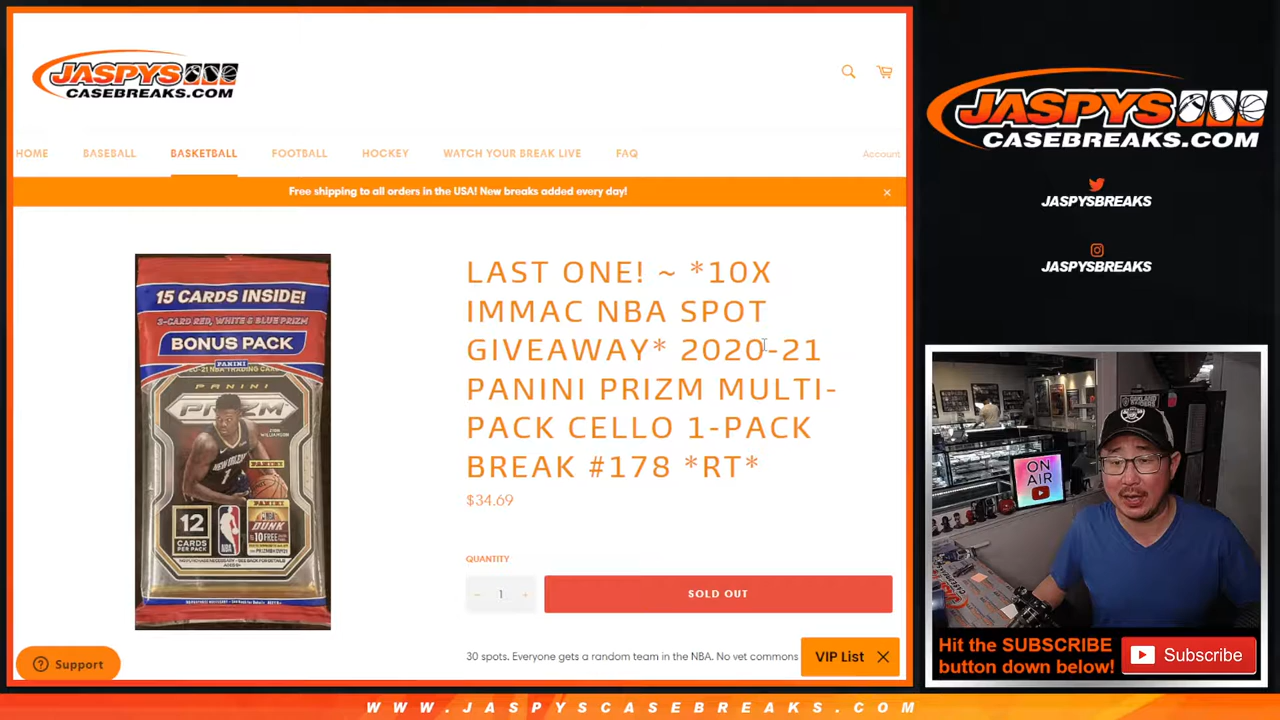 JASPYS
CASEBREAKS.COM
HOME
BASEBALL
BASKETBALL
FOOTBALL
HOCKEY
WATCH YOUR BREAK LIVE
FAQ
Account
Free shipping to all orders in the USA! New breaks added every day!
15 CARDS INSIDE!
3-CARD RED, WHITE & BLUE PRIZM
BONUS PACK
PANINI
PANINI
PRIZM
12
CARDS
PER PACK
NBA
DUNK
LAST ONE! ~ *10X
IMMAC NBA SPOT
GIVEAWAY* 2020-21
PANINI PRIZM MULTI-
PACK CELLO 1-PACK
BREAK #178 *RT*
$34.69
QUANTITY
− 1 +
SOLD OUT
30 spots. Everyone gets a random team in the NBA. No vet commons
VIP List
Support
JASPYS
CASEBREAKS.COM
JASPYSBREAKS
JASPYSBREAKS
ON
AIR
Hit the SUBSCRIBE
button down below!
Subscribe
WWW.JASPYSCASEBREAKS.COM